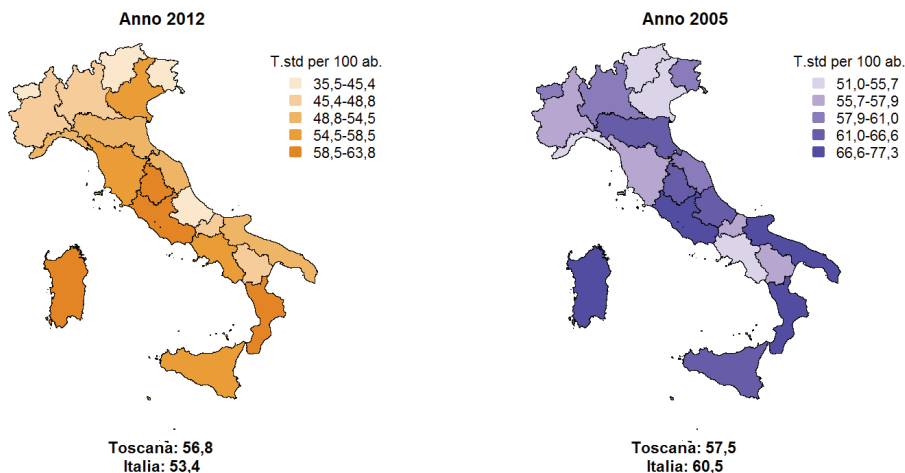 Anno 2012
T.std per 100 ab.
35,5-45,4
45,4-48,8
48,8-54,5
54,5-58,5
58,5-63,8
Toscana: 56,8
Italia: 53,4
Anno 2005
T.std per 100 ab.
51,0-55,7
55,7-57,9
57,9-61,0
61,0-66,6
66,6-77,3
Toscana: 57,5
Italia: 60,5